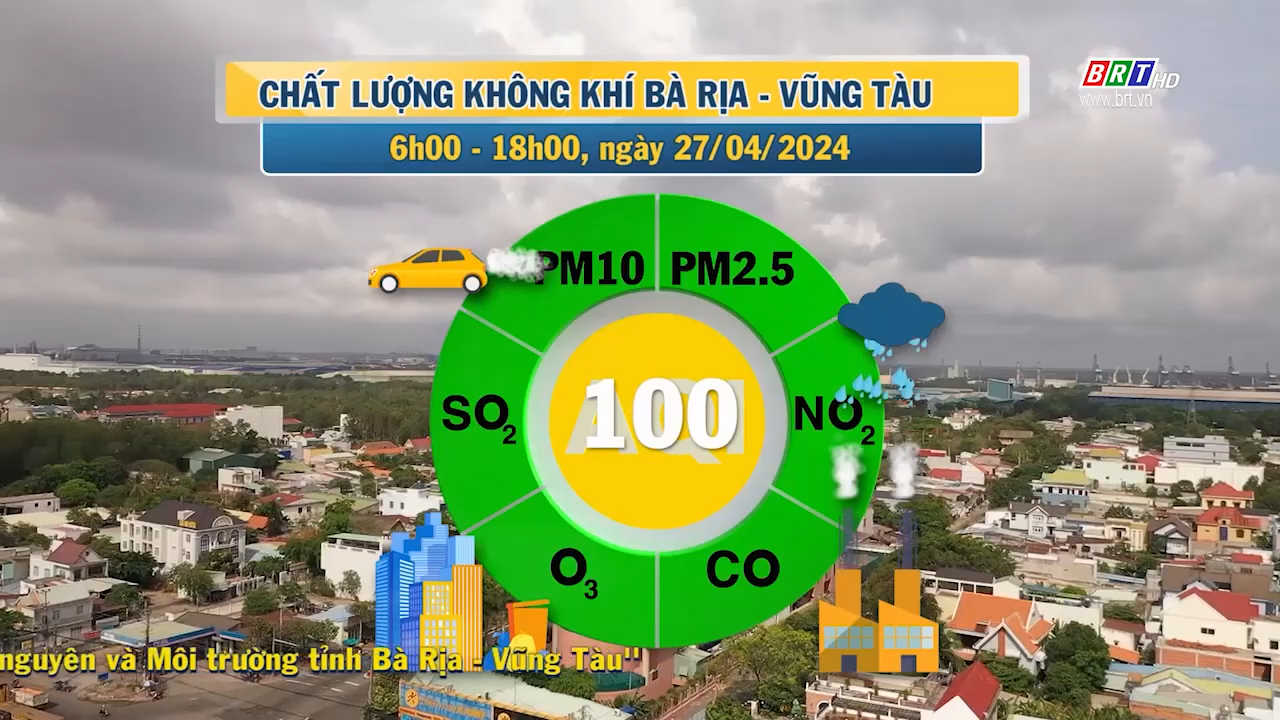 CHẤT LƯỢNG KHÔNG KHÍ BÀ RỊA - VŨNG TÀU
BRT HD
www.brt.vn
6h00 - 18h00, ngày 27/04/2024
PM10 PM2.5
SO2 100 NO2
AQI
O3 CO
nguyên và Môi trường tỉnh Bà Rịa - Vũng Tàu"